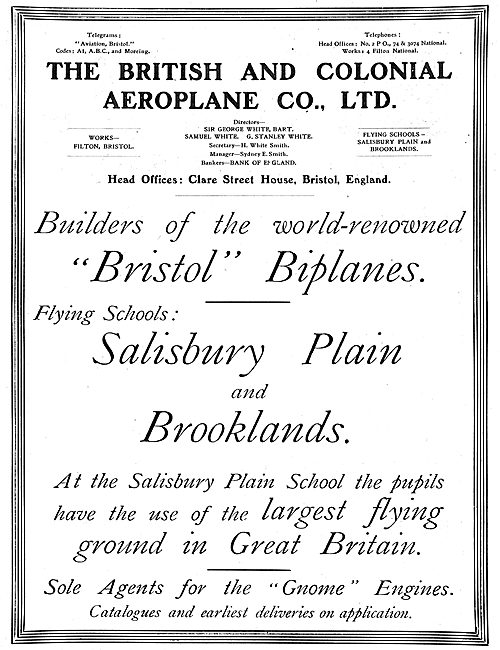 Telegrams:
"Aviation, Bristol."
Codes: A1, A.B.C., and Moreing.
Telephones:
Head Offices: No. 2 P O., 74 & 3074 National.
Works: 4 Filton National.
THE BRITISH AND COLONIAL
AEROPLANE CO., LTD.
WORKS—
FILTON, BRISTOL.
Directors—
SIR GEORGE WHITE, BART.
SAMUEL WHITE. G. STANLEY WHITE.
Secretary—H. White Smith.
Manager—Sydney E. Smith.
Bankers—BANK OF ENGLAND.
FLYING SCHOOLS—
SALISBURY PLAIN and
BROOKLANDS.
Head Offices: Clare Street House, Bristol, England.
Builders of the world-renowned
"Bristol" Biplanes.
Flying Schools:
Salisbury Plain
and
Brooklands.
At the Salisbury Plain School the pupils
have the use of the largest flying
ground in Great Britain.
Sole Agents for the "Gnome" Engines.
Catalogues and earliest deliveries on application.